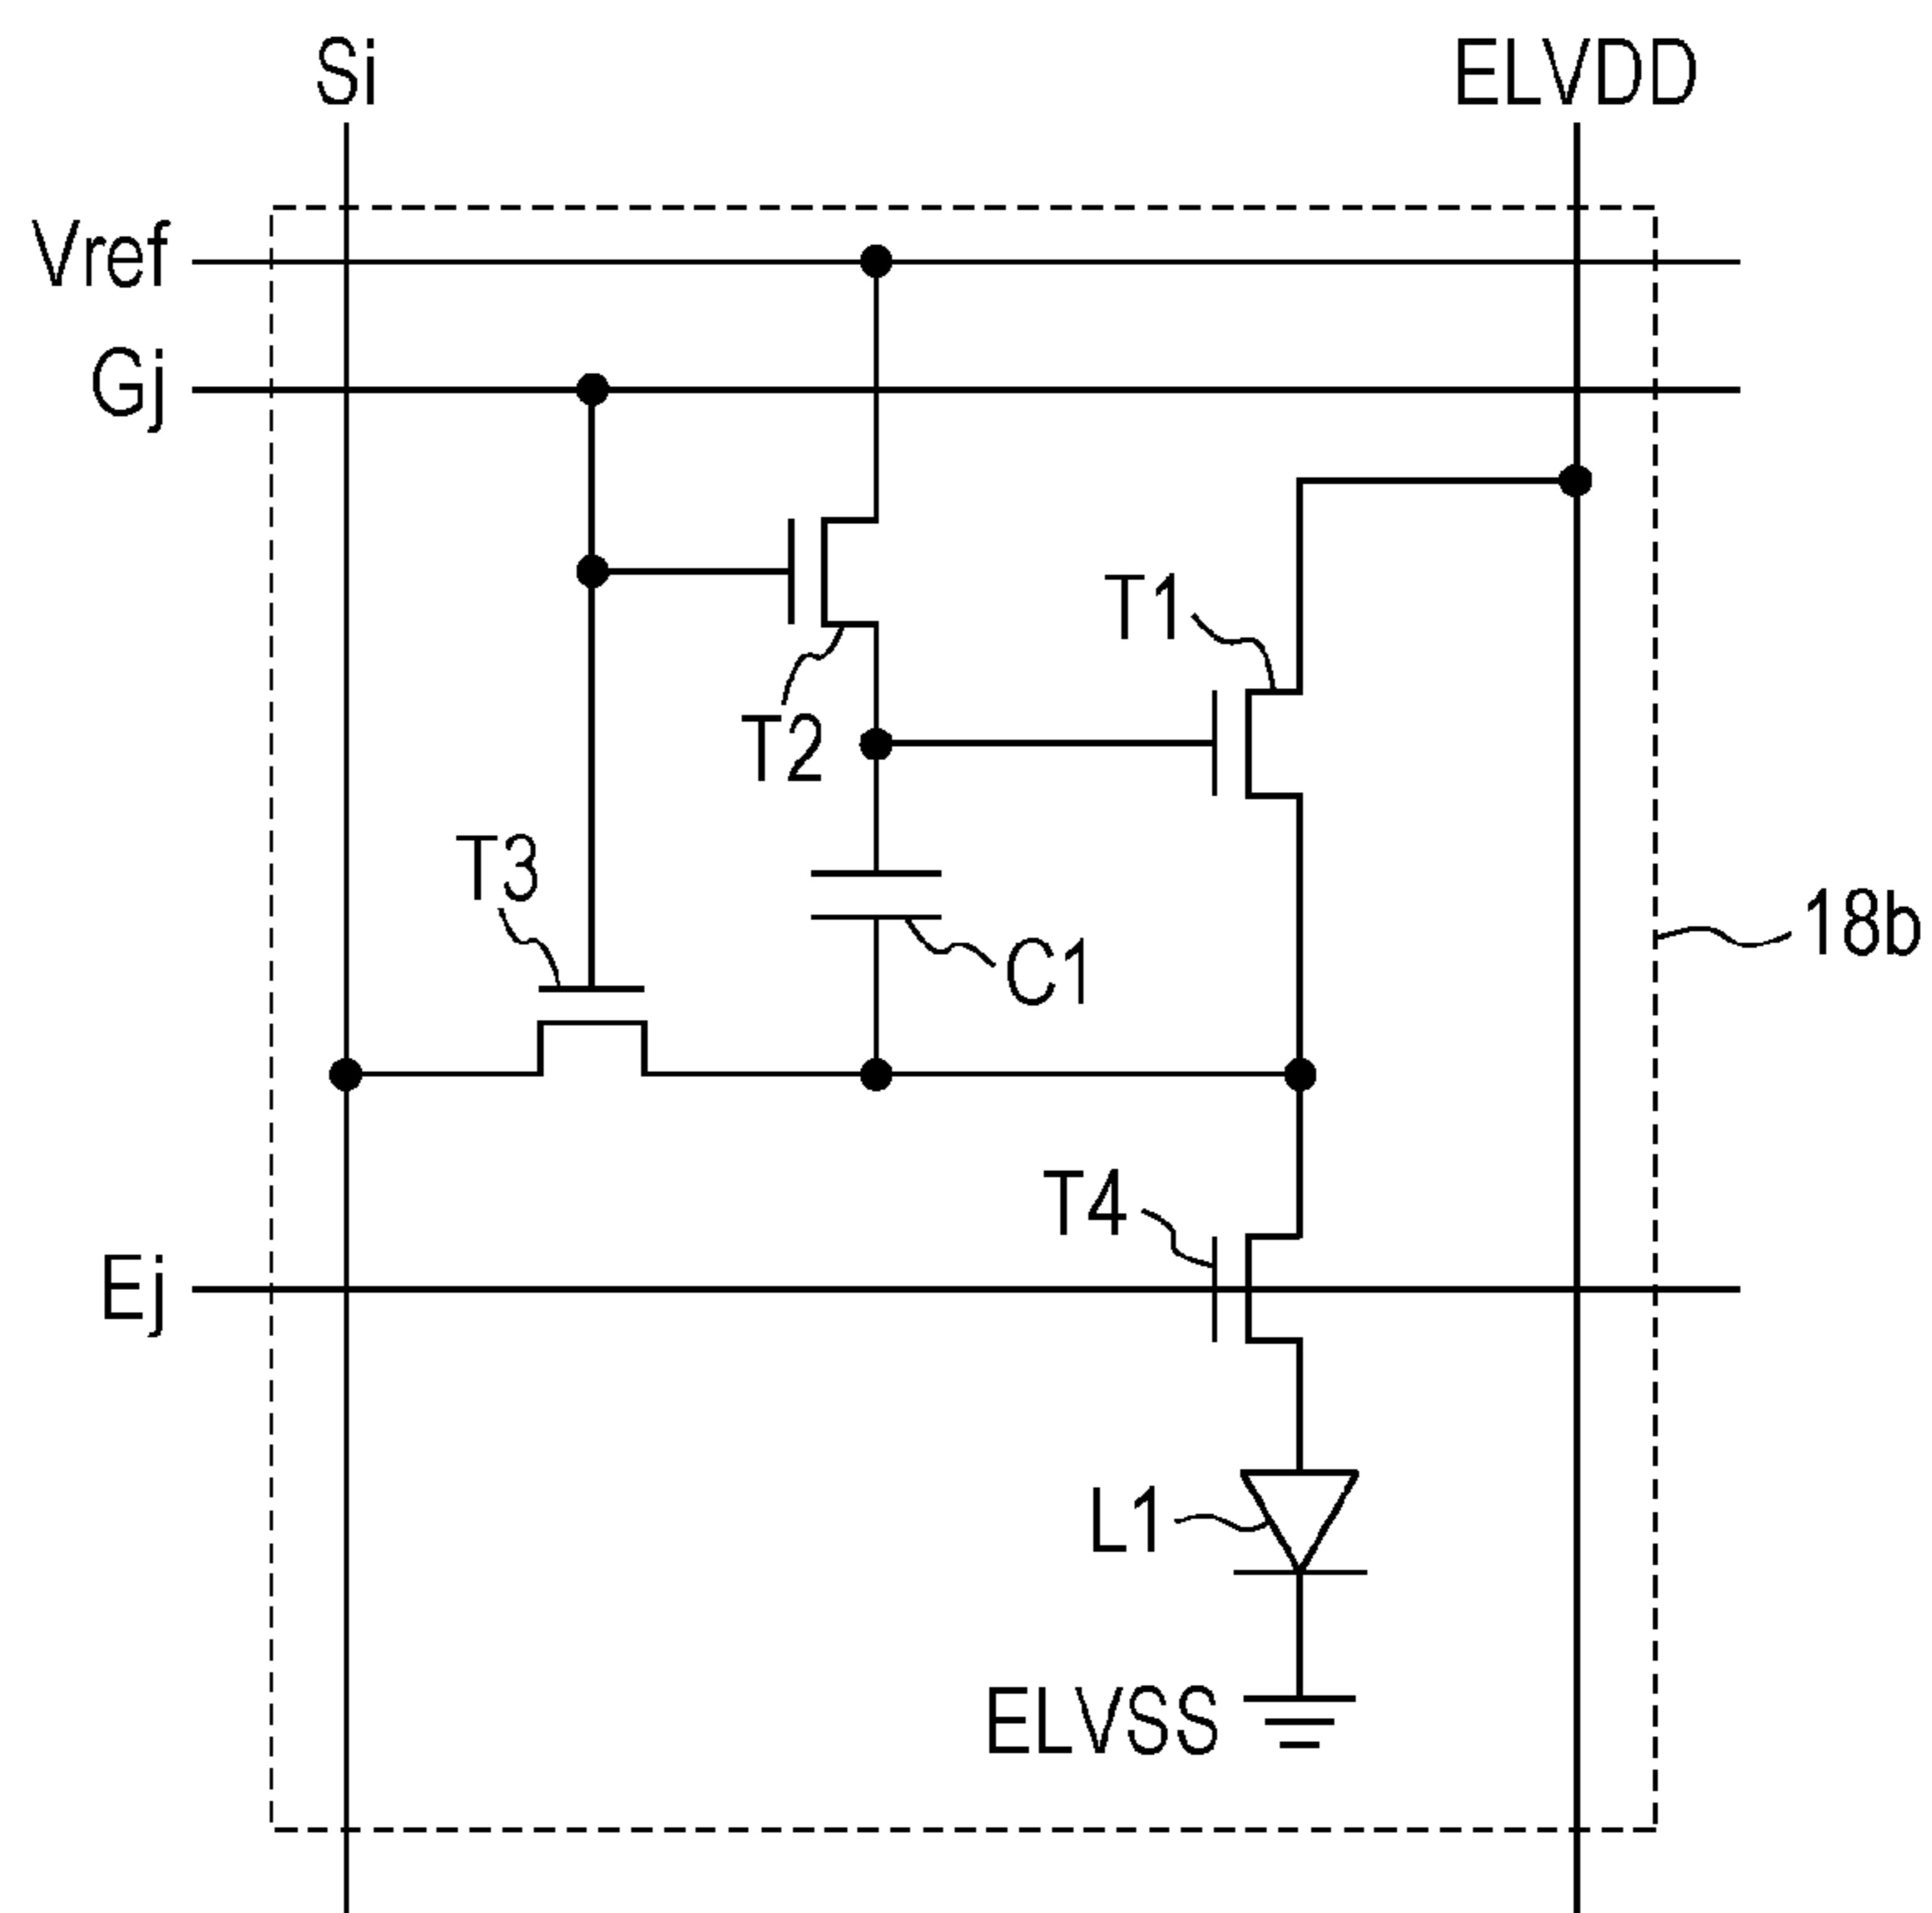 Si
ELVDD
Vref
Gj
T1
T2
T3
18b
C1
T4
Ej
L1
ELVSS